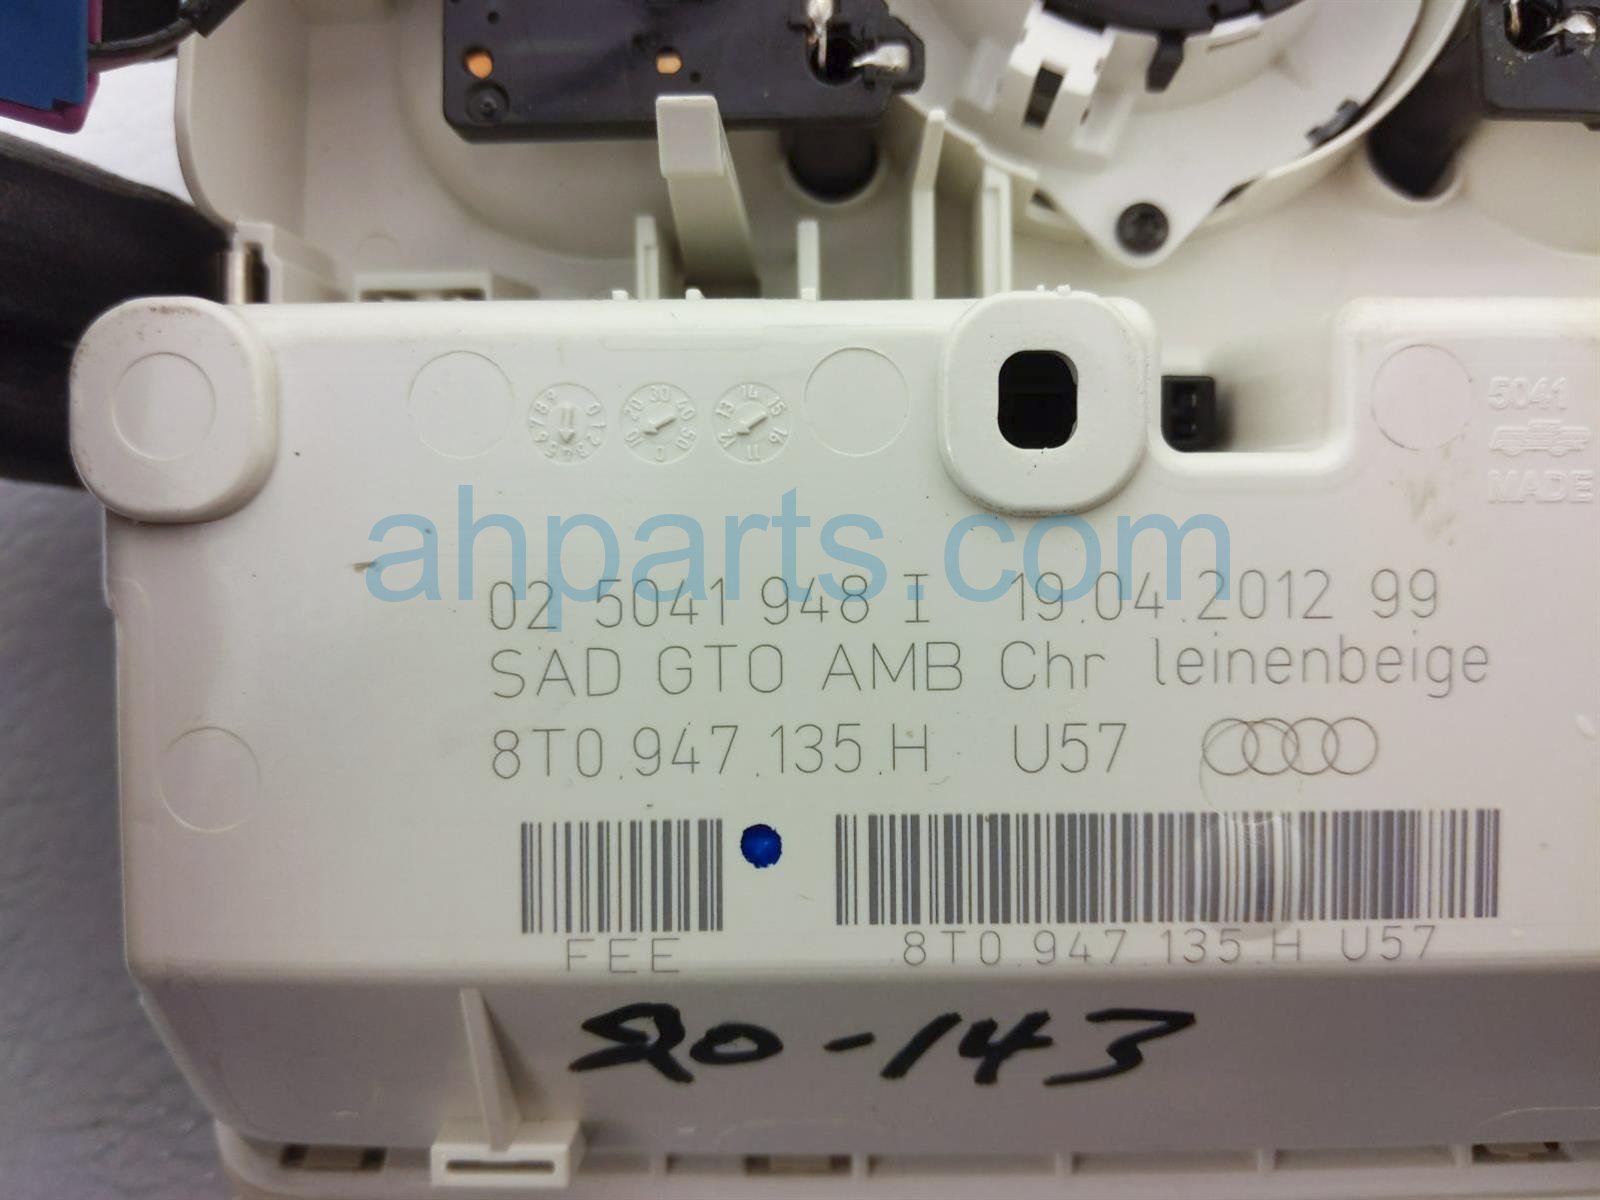 5041
MADE
ahparts.com
02 5041 948 I 19.04.2012 99
SAD GTO AMB Chr leinenbeige
8T0.947.135.H U57
FEE
8T0.947.135.H U57
20-143